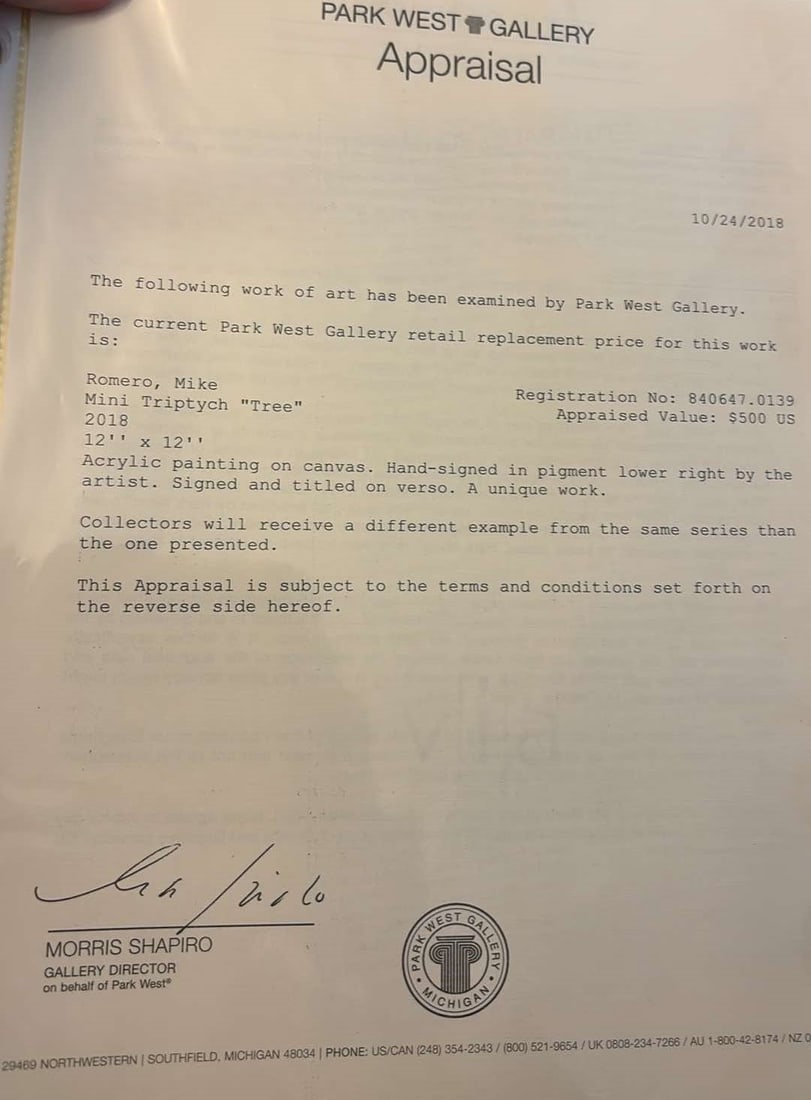 PARK WEST GALLERY
Appraisal
10/24/2018
The following work of art has been examined by Park West Gallery.
The current Park West Gallery retail replacement price for this work
is:
Romero, Mike
Mini Triptych "Tree"
Registration No: 840647.0139
2018
Appraised Value: $500 US
12'' x 12''
Acrylic painting on canvas. Hand-signed in pigment lower right by the
artist. Signed and titled on verso. A unique work.
Collectors will receive a different example from the same series than
the one presented.
This Appraisal is subject to the terms and conditions set forth on
the reverse side hereof.
MORRIS SHAPIRO
GALLERY DIRECTOR
on behalf of Park West®
PARK WEST GALLERY • MICHIGAN •
29469 NORTHWESTERN | SOUTHFIELD, MICHIGAN 48034 | PHONE: US/CAN (248) 354-2343 / (800) 521-9654 / UK 0808-234-7266 / AU 1-800-42-8174 / NZ 0